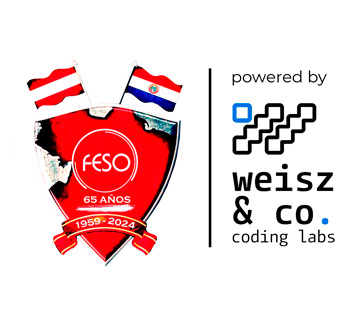 FESO
65 AÑOS
1959 - 2024
powered by
weisz
& co.
coding labs